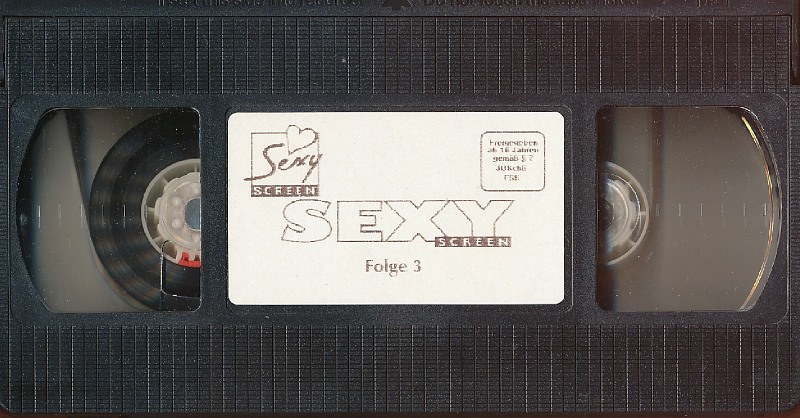 Sexy
SCREEN
Freigegeben
ab 16 Jahren
gemäß § 7
JÖSchG
FSK
SEXY
SCREEN
Folge 3